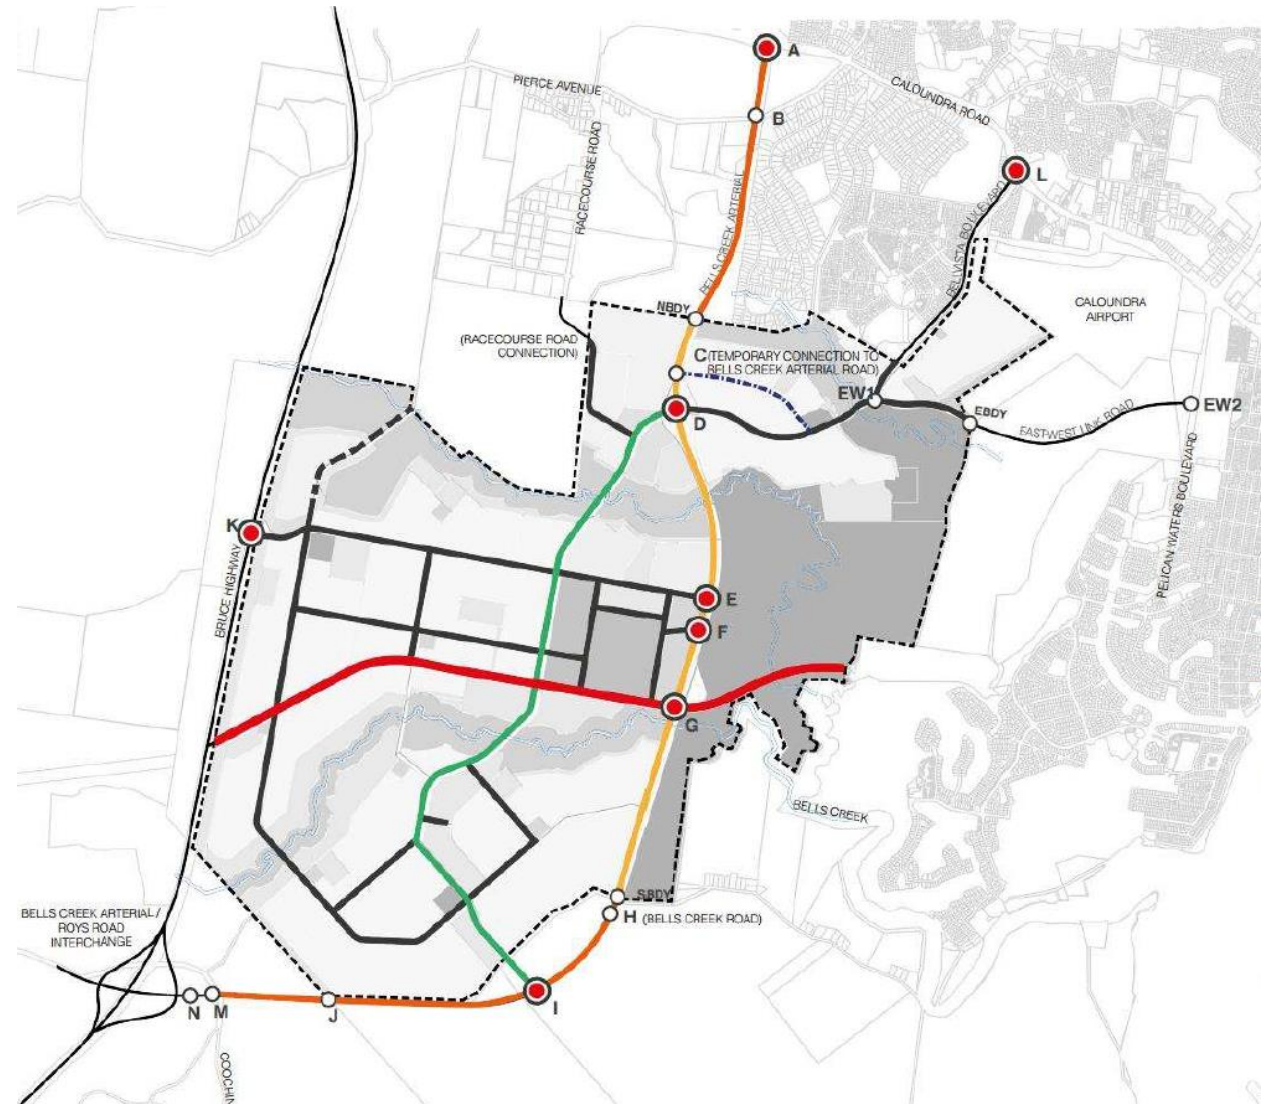 A
PIERCE AVENUE
CALOUNDRA ROAD
B
RACECOURSE ROAD
BELLS CREEK ARTERIAL
L
BELLVISTA BOULEVARD
NBDY
CALOUNDRA
AIRPORT
(RACECOURSE ROAD
CONNECTION)
C (TEMPORARY CONNECTION TO
BELLS CREEK ARTERIAL ROAD)
EW1
EBDY
EW2
D
EAST-WEST LINK ROAD
PELICAN WATERS BOULEVARD
K
BRUCE HIGHWAY
E
F
G
BELLS CREEK
SBDY
H (BELLS CREEK ROAD)
BELLS CREEK ARTERIAL /
ROYS ROAD
INTERCHANGE
N
M
J
I
COOCHIN